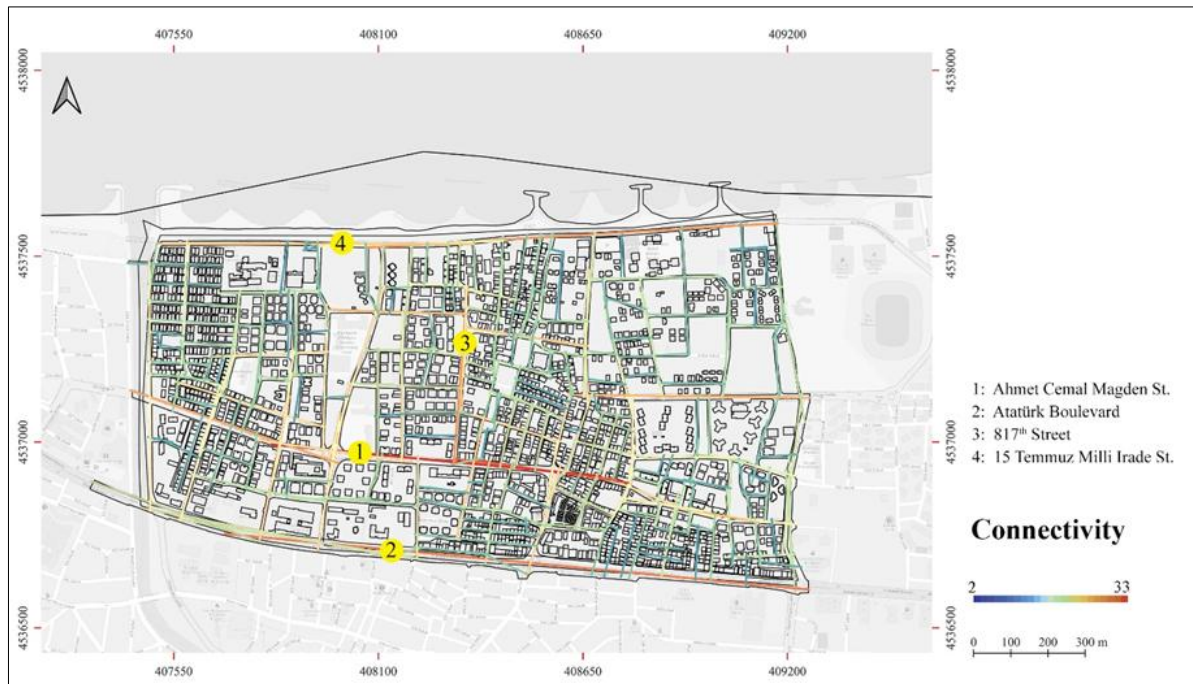 407550 408100 408650 409200
4538000 4538000
4537500 4537500
4
3
4537000 4537000
1
2
4536500 4536500
407550 408100 408650 409200
1: Ahmet Cemal Magden St.
2: Atatürk Boulevard
3: 817th Street
4: 15 Temmuz Milli Irade St.
Connectivity
2 33
0 100 200 300 m